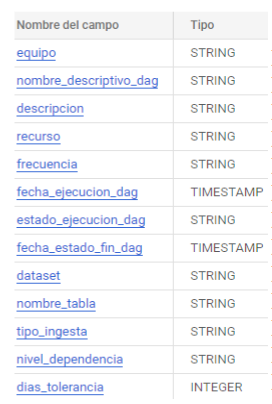 Nombre del campo Tipo
equipo STRING
nombre_descriptivo_dag STRING
descripcion STRING
recurso STRING
frecuencia STRING
fecha_ejecucion_dag TIMESTAMP
estado_ejecucion_dag STRING
fecha_estado_fin_dag TIMESTAMP
dataset STRING
nombre_tabla STRING
tipo_ingesta STRING
nivel_dependencia STRING
dias_tolerancia INTEGER